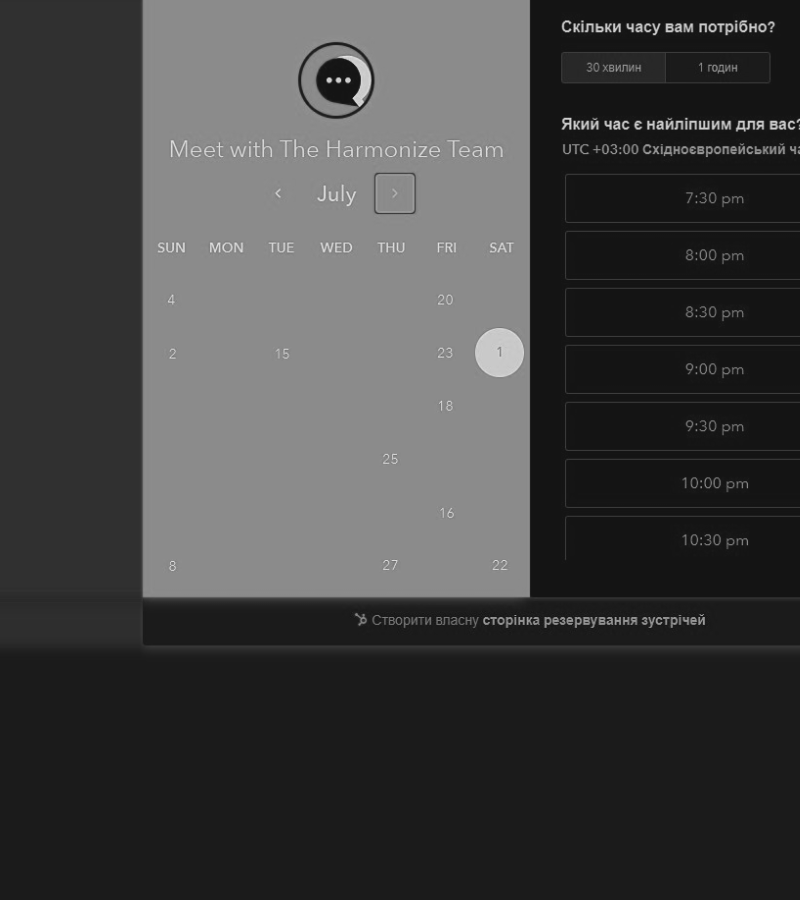 Meet with The Harmonize Team
July
SUN MON TUE WED THU FRI SAT
4 20
2 15 23 1
18
25
16
8 27 22
Скільки часу вам потрібно?
30 хвилин 1 годин
Який час є найліпшим для вас?
UTC +03:00 Східноєвропейський ча
7:30 pm
8:00 pm
8:30 pm
9:00 pm
9:30 pm
10:00 pm
10:30 pm
Створити власну сторінка резервування зустрічей